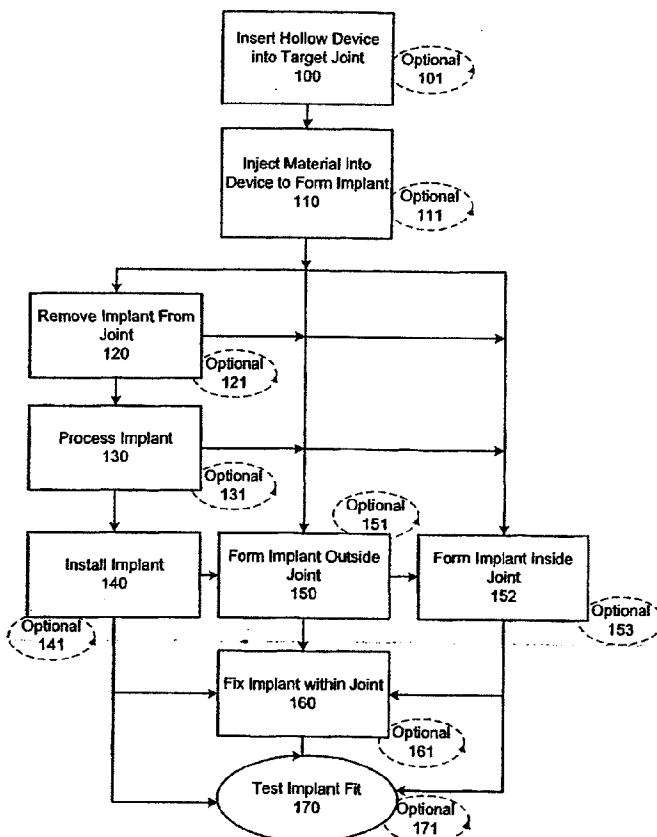 Insert Hollow Device
into Target Joint
100
Optional
101
Inject Material into
Device to Form Implant
110
Optional
111
Remove Implant From
Joint
120
Optional
121
Process Implant
130
Optional
131
Optional
151
Install Implant
140
Optional
141
Form Implant Outside
Joint
150
Form Implant Inside
Joint
152
Optional
153
Fix Implant within Joint
160
Optional
161
Test Implant Fit
170
Optional
171